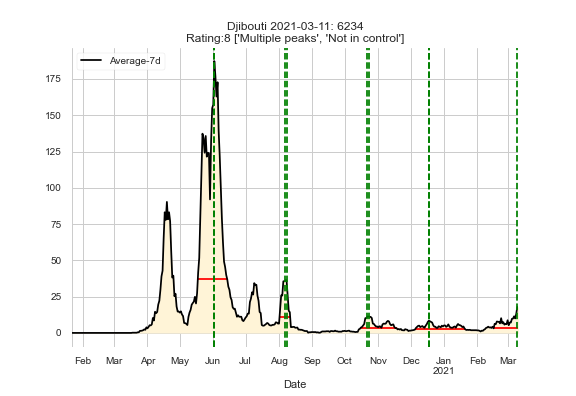 Djibouti 2021-03-11: 6234
Rating:8 ['Multiple peaks', 'Not in control']
Average-7d
175
150
125
100
75
50
25
0
Feb Mar Apr May Jun Jul Aug Sep Oct Nov Dec Jan Feb Mar
2021
Date